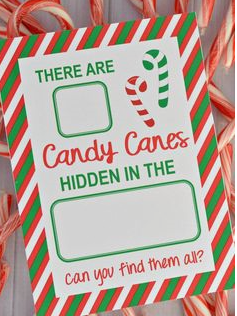 THERE ARE
Candy Canes
HIDDEN IN THE
can you find them all?